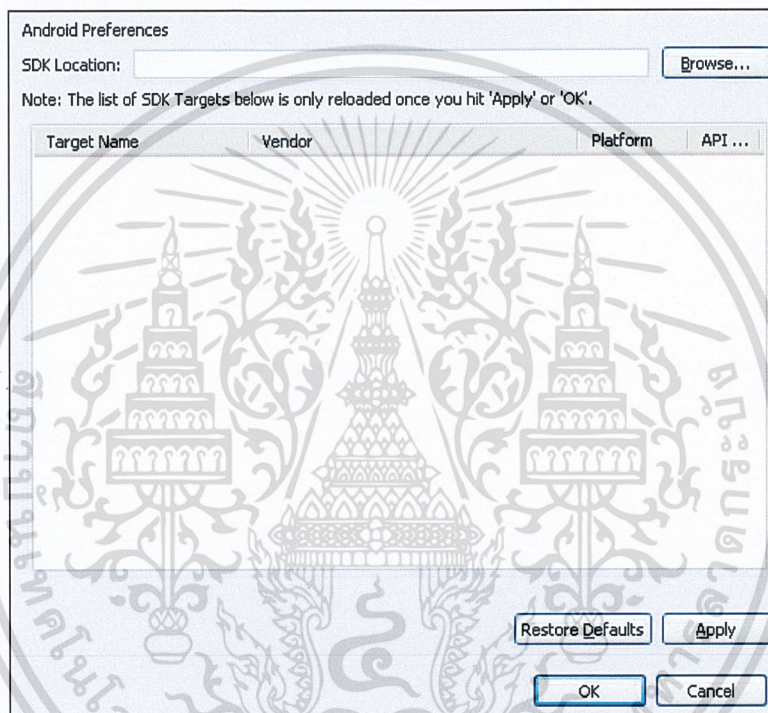 Android Preferences
SDK Location: Browse...
Note: The list of SDK Targets below is only reloaded once you hit 'Apply' or 'OK'.
Target Name Vendor Platform API ...
Restore Defaults Apply
OK Cancel